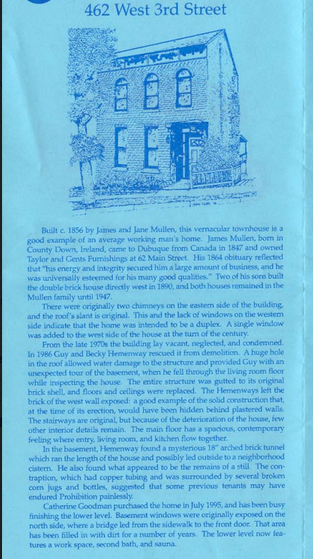 462 West 3rd Street
Built c. 1856 by James and Jane Mullen, this vernacular townhouse is a
good example of an average working man's home. James Mullen, born in
County Down, Ireland, came to Dubuque from Canada in 1847 and owned
Taylor and Gents Furnishings at 62 Main Street. His 1864 obituary reflected
that "his energy and integrity secured him a large amount of business, and he
was universally esteemed for his many good qualities." Two of his sons built
the double brick house directly west in 1890, and both houses remained in the
Mullen family until 1947.
There were originally two chimneys on the eastern side of the building,
and the roof's slant is original. This and the lack of windows on the western
side indicate that the home was intended to be a duplex. A single window
was added to the west side of the house at the turn of the century.
From the late 1970s the building lay vacant, neglected, and condemned.
In 1986 Guy and Becky Hemenway rescued it from demolition. A huge hole
in the roof allowed water damage to the structure and provided Guy with an
unexpected tour of the basement, when he fell through the living room floor
while inspecting the house. The entire structure was gutted to its original
brick shell, and floors and ceilings were replaced. The Hemenways left the
brick of the west wall exposed: a good example of the solid construction that,
at the time of its erection, would have been hidden behind plastered walls.
The stairways are original, but because of the deterioration of the house, few
other interior details remain. The main floor has a spacious, contemporary
feeling where entry, living room, and kitchen flow together.
In the basement, Hemenway found a mysterious 18" arched brick tunnel
which ran the length of the house and possibly led outside to a neighborhood
cistern. He also found what appeared to be the remains of a still. The con-
traption, which had copper tubing and was surrounded by several broken
corn jugs and bottles, suggested that some previous tenants may have
endured Prohibition painlessly.
Catherine Goodman purchased the home in July 1995, and has been busy
finishing the lower level. Basement windows were originally exposed on the
north side, where a bridge led from the sidewalk to the front door. That area
has been filled in with dirt for a number of years. The lower level now fea-
tures a work space, second bath, and sauna.